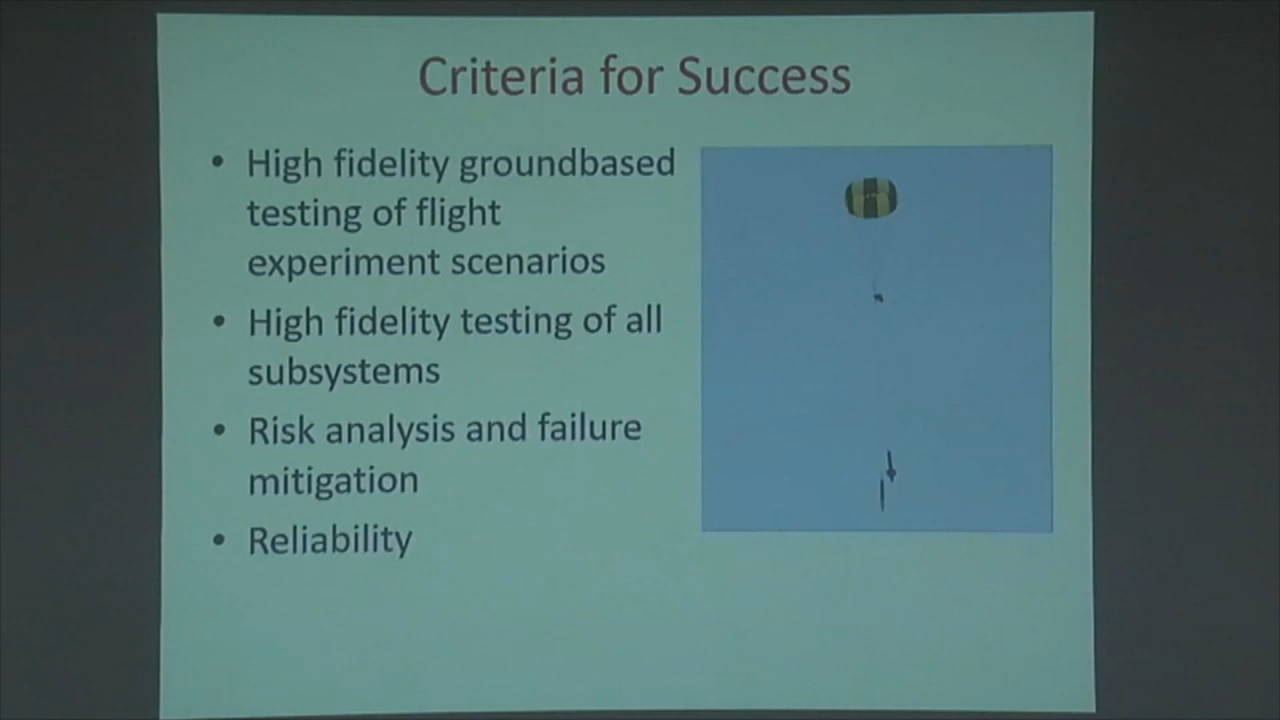 Criteria for Success
• High fidelity groundbased
testing of flight
experiment scenarios
• High fidelity testing of all
subsystems
• Risk analysis and failure
mitigation
• Reliability